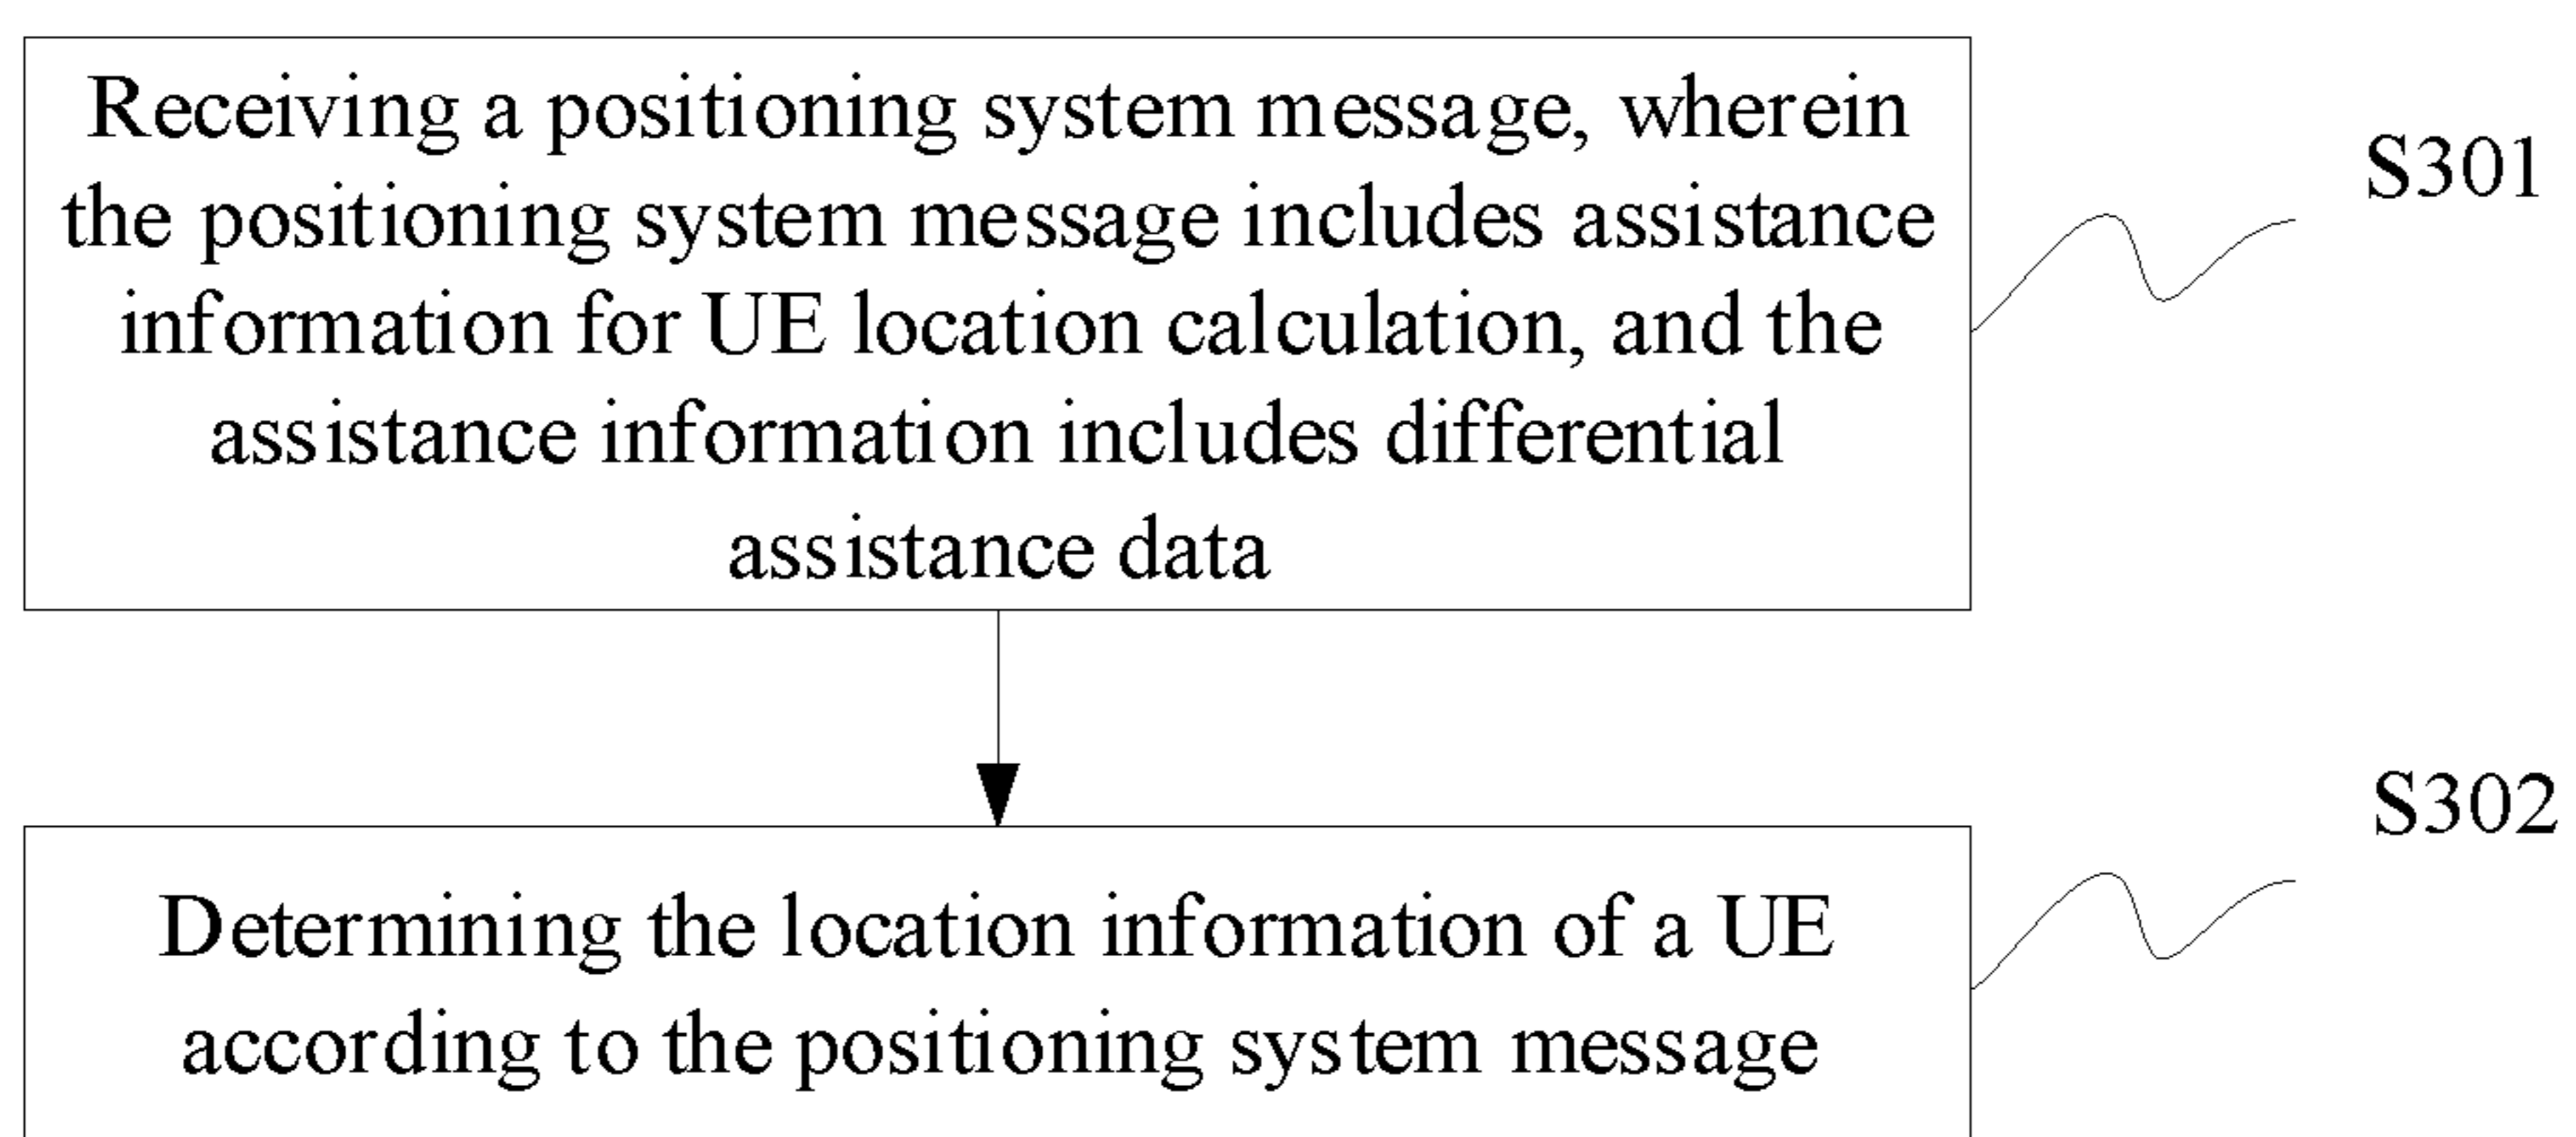 Receiving a positioning system message, wherein
the positioning system message includes assistance
information for UE location calculation, and the
assistance information includes differential
assistance data
S301
S302
Determining the location information of a UE
according to the positioning system message